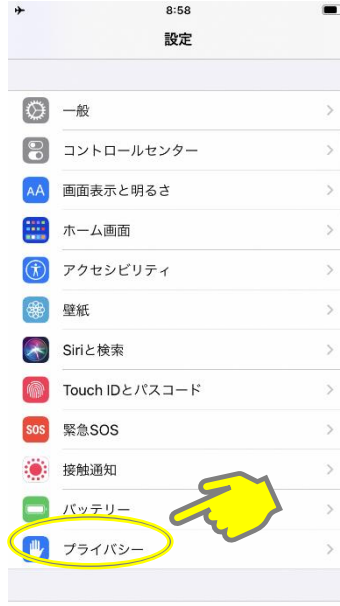 8:58
設定
一般
コントロールセンター
AA 画面表示と明るさ
ホーム画面
アクセシビリティ
壁紙
Siriと検索
Touch IDとパスコード
SOS 緊急SOS
接触通知
バッテリー
プライバシー